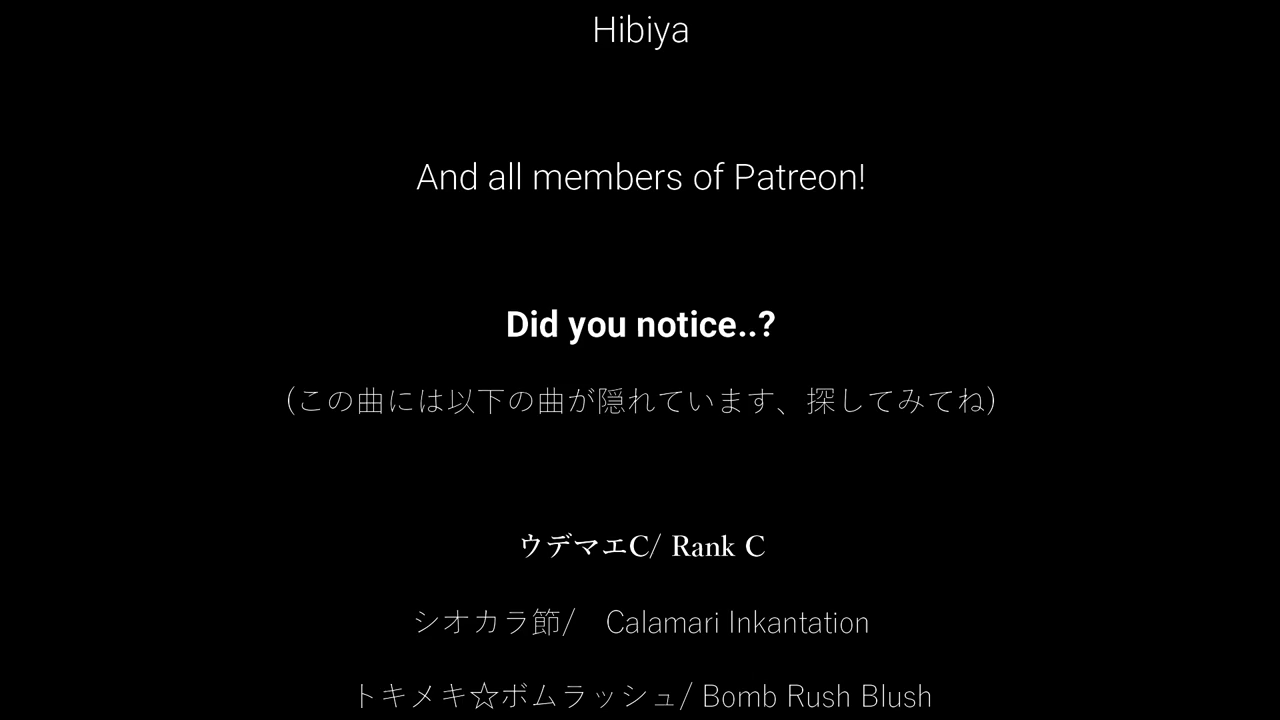 Hibiya
And all members of Patreon!
Did you notice..?
(この曲には以下の曲が隠れています、探してみてね)
ウデマエC/ Rank C
シオカラ節/　Calamari Inkantation
トキメキ☆ボムラッシュ/ Bomb Rush Blush